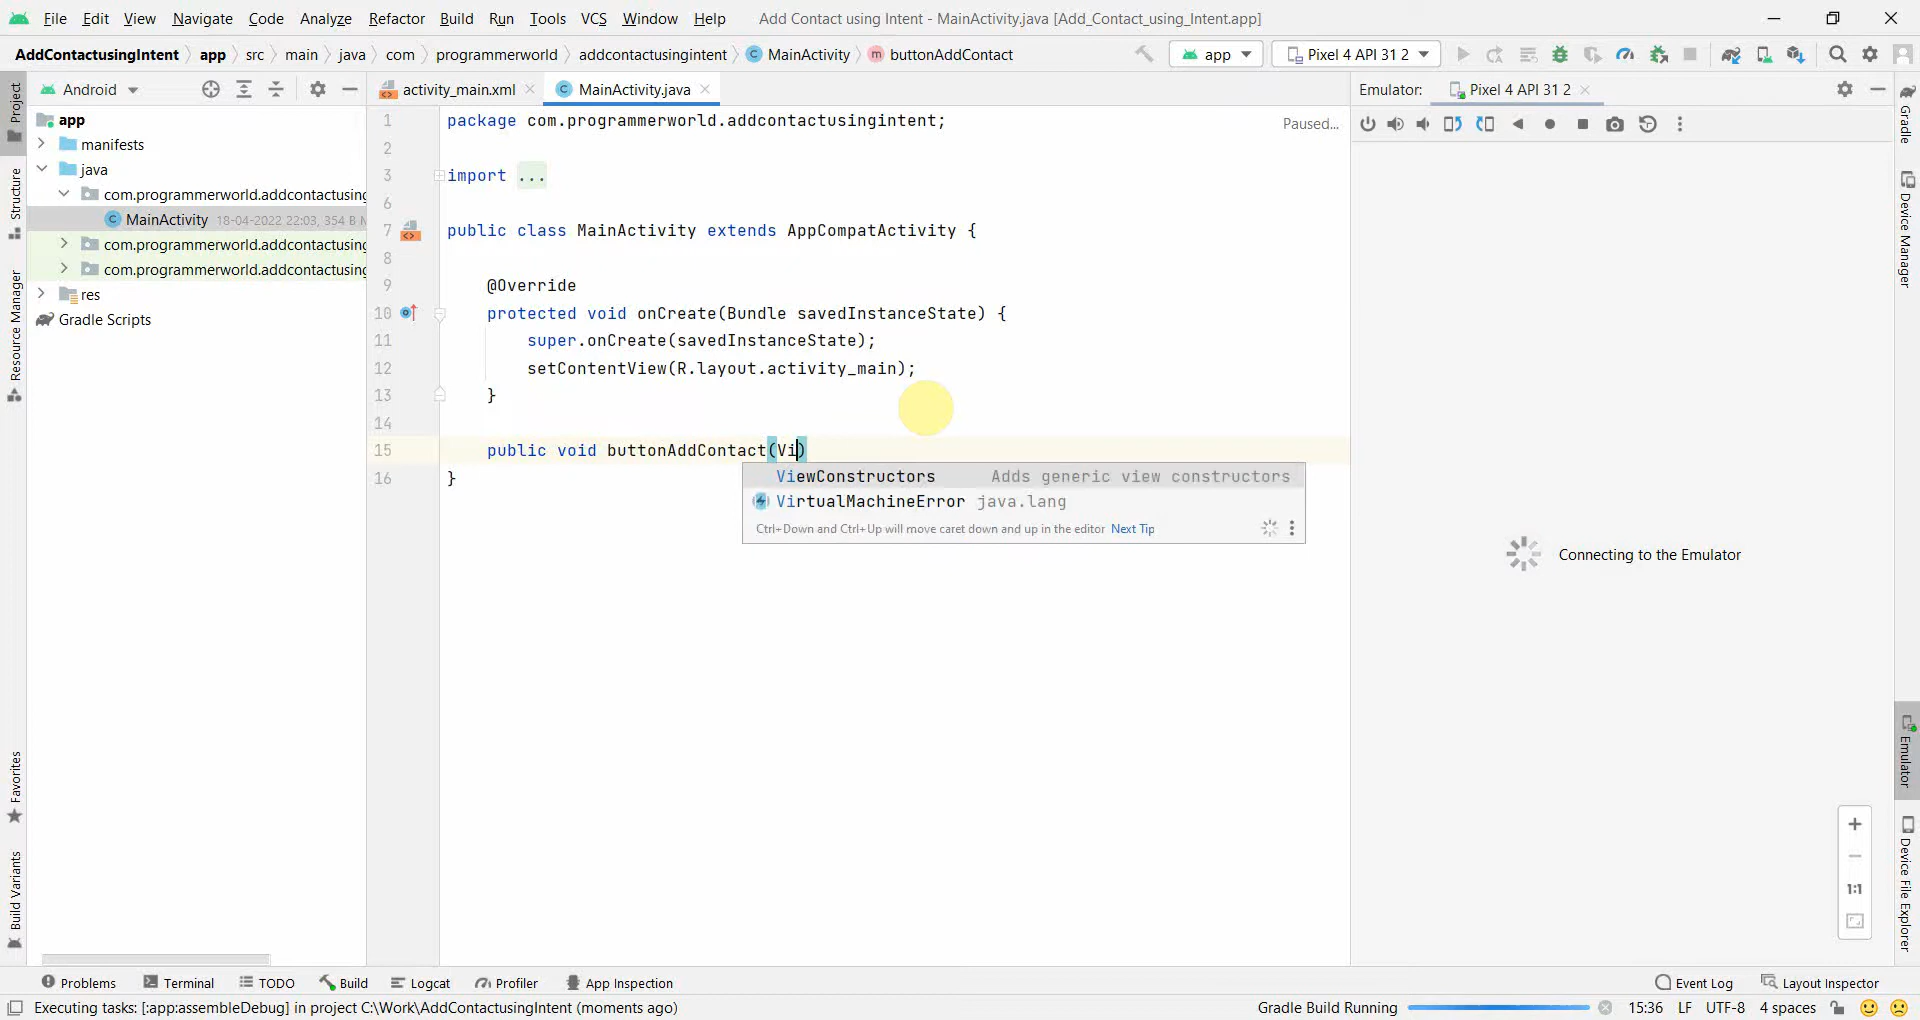 File Edit View Navigate Code Analyze Refactor Build Run Tools VCS Window Help Add Contact using Intent - MainActivity.java [Add_Contact_using_Intent.app]
AddContactusingIntent app src main java com programmerworld addcontactusingintent MainActivity buttonAddContact app Pixel 4 API 31 2
Android activity_main.xml MainActivity.java Emulator: Pixel 4 API 31 2
Project
Structure
Resource Manager
Favorites
Build Variants
app
manifests
java
com.programmerworld.addcontactusing
MainActivity 18-04-2022 22:03, 354 B
com.programmerworld.addcontactusing
com.programmerworld.addcontactusing
res
Gradle Scripts
1 package com.programmerworld.addcontactusingintent; Paused...
2
3 import ...
6
7 public class MainActivity extends AppCompatActivity {
8
9 @Override
10 protected void onCreate(Bundle savedInstanceState) {
11 super.onCreate(savedInstanceState);
12 setContentView(R.layout.activity_main);
13 }
14
15 public void buttonAddContact(Vi)
16 }
ViewConstructors Adds generic view constructors
VirtualMachineError java.lang
Ctrl+Down and Ctrl+Up will move caret down and up in the editor Next Tip
Connecting to the Emulator
1:1
Gradle
Device Manager
Emulator
Device File Explorer
Problems Terminal TODO Build Logcat Profiler App Inspection Event Log Layout Inspector
Executing tasks: [:app:assembleDebug] in project C:\Work\AddContactusingIntent (moments ago) Gradle Build Running 15:36 LF UTF-8 4 spaces